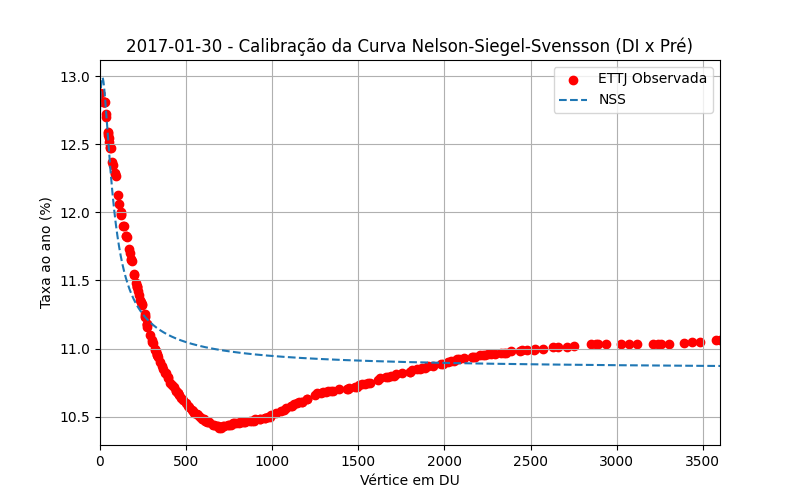 2017-01-30 - Calibração da Curva Nelson-Siegel-Svensson (DI x Pré)
ETTJ Observada
NSS
Taxa ao ano (%)
13.0
12.5
12.0
11.5
11.0
10.5
0 500 1000 1500 2000 2500 3000 3500
Vértice em DU